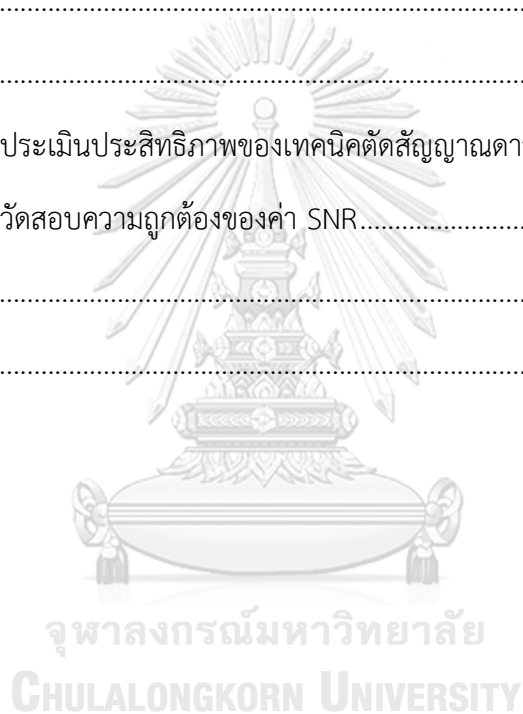 ........................................................................
........................................................................
ประเมินประสิทธิภาพของเทคนิคตัดสัญญาณดา
วัดสอบความถูกต้องของค่า SNR........................
........................................................................
........................................................................
จุฬาลงกรณ์มหาวิทยาลัย
CHULALONGKORN UNIVERSITY